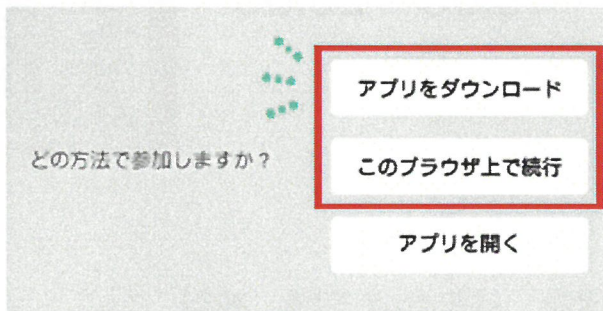 アプリをダウンロード
どの方法で参加しますか？
このブラウザ上で続行
アプリを開く